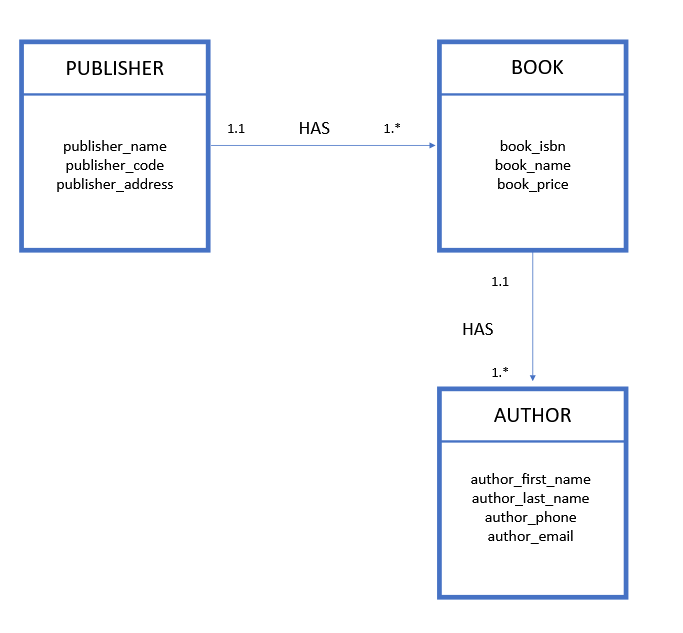 PUBLISHER
publisher_name
publisher_code
publisher_address
1.1
HAS
1.*
BOOK
book_isbn
book_name
book_price
1.1
HAS
1.*
AUTHOR
author_first_name
author_last_name
author_phone
author_email